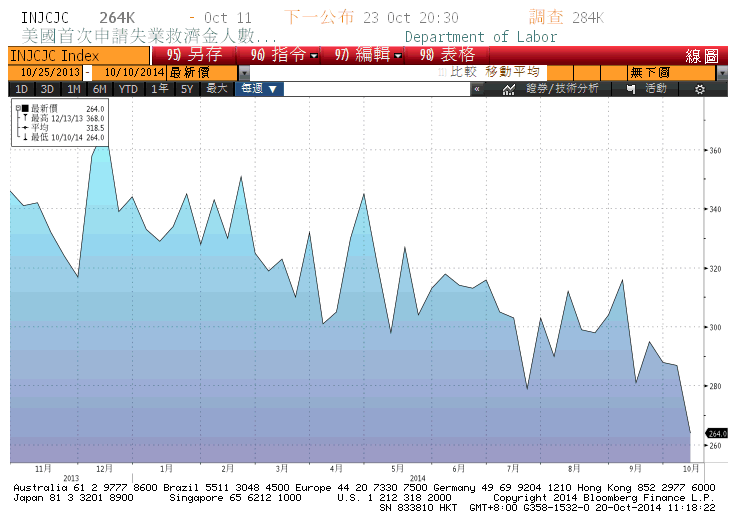 INJCJC 264K - Oct 11 下一公布 23 Oct 20:30 調查 284K
美國首次申請失業救濟金人數... Department of Labor
INJCJC Index 95) 另存 96) 指令 97) 編輯 98) 表格 線圖
10/25/2013 - 10/10/2014 最新價 比較 移動平均 無下價
1D 3D 1M 6M YTD 1年 5Y 最大 每週 ▼ « 證券/技術分析 活動
最新價 264.0
最高 12/13/13 368.0
平均 318.5
最低 10/10/14 264.0
360
340
320
300
280
264.0
260
11月 12月 1月 2月 3月 4月 5月 6月 7月 8月 9月 10月
2013 2014
Australia 61 2 9777 8600 Brazil 5511 3048 4500 Europe 44 20 7330 7500 Germany 49 69 9204 1210 Hong Kong 852 2977 6000
Japan 81 3 3201 8900 Singapore 65 6212 1000 U.S. 1 212 318 2000 Copyright 2014 Bloomberg Finance L.P.
SN 833810 HKT GMT+8:00 G358-1532-0 20-Oct-2014 11:18:22